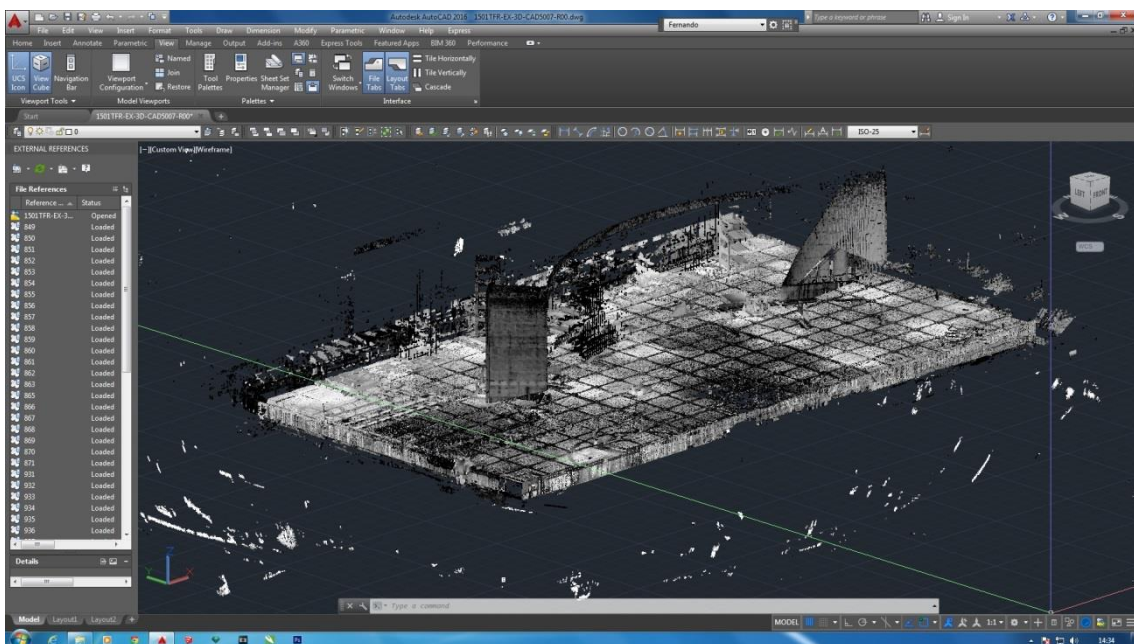 Autodesk AutoCAD 2016 1501TFR-EX-3D-CAD5007-R00.dwg
Fernando
Type a keyword or phrase
Sign In
File Edit View Insert Format Tools Draw Dimension Modify Parametric Window Help Express
Home Insert Annotate Parametric View Manage Output Add-ins A360 Express Tools Featured Apps BIM 360 Performance
UCS Icon
View Cube
Navigation Bar
Viewport Configuration
Named
Join
Restore
Tool Palettes
Properties
Sheet Set Manager
Switch Windows
File Tabs
Layout Tabs
Tile Horizontally
Tile Vertically
Cascade
Viewport Tools Model Viewports Palettes Interface
Start 1501TFR-EX-3D-CAD5007-R00*
0
ISO-25
EXTERNAL REFERENCES
[-][Custom View][Wireframe]
File References
Reference ... Status
1501TFR-EX-3... Opened
849 Loaded
850 Loaded
851 Loaded
852 Loaded
853 Loaded
854 Loaded
855 Loaded
856 Loaded
857 Loaded
858 Loaded
859 Loaded
860 Loaded
861 Loaded
862 Loaded
863 Loaded
865 Loaded
866 Loaded
867 Loaded
868 Loaded
869 Loaded
870 Loaded
871 Loaded
931 Loaded
932 Loaded
933 Loaded
934 Loaded
935 Loaded
936 Loaded
LEFT FRONT
WCS
Details
Z
Y X
Type a command
Model Layout1 Layout2 +
MODEL
1:1
14:34